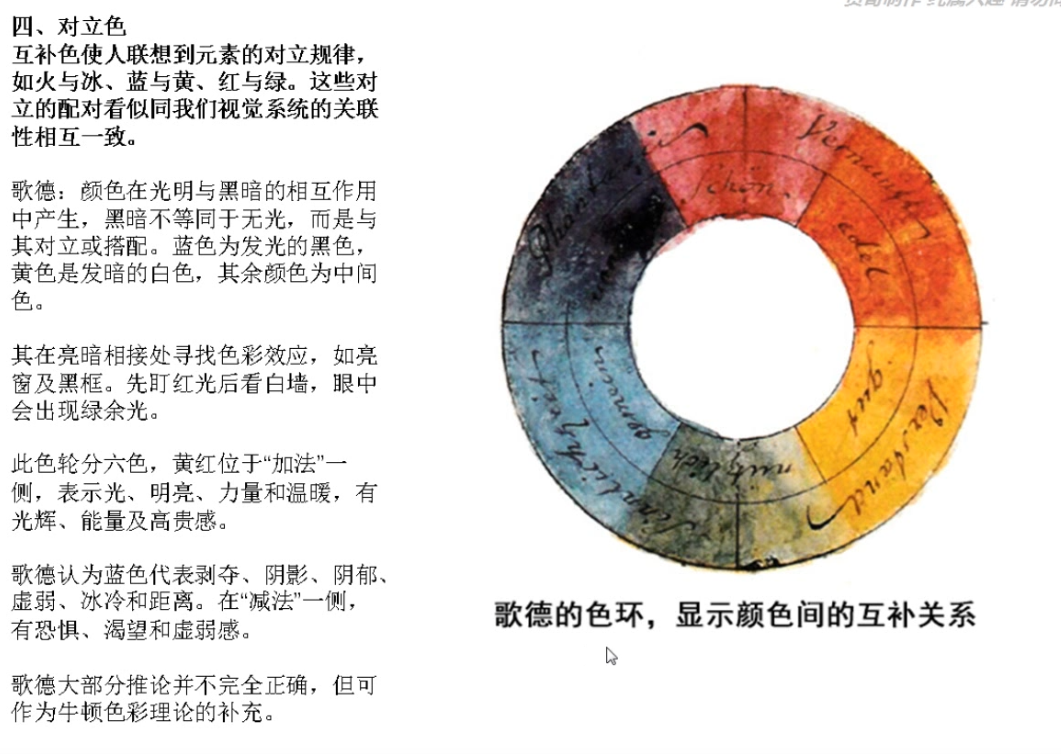 四、对立色
互补色使人联想到元素的对立规律，
如火与冰、蓝与黄、红与绿。这些对
立的配对看似同我们视觉系统的关联
性相互一致。
歌德：颜色在光明与黑暗的相互作用
中产生，黑暗不等同于无光，而是与
其对立或搭配。蓝色为发光的黑色，
黄色是发暗的白色，其余颜色为中间
色。
其在亮暗相接处寻找色彩效应，如亮
窗及黑框。先盯红光后看白墙，眼中
会出现绿余光。
此色轮分六色，黄红位于“加法”一
侧，表示光、明亮、力量和温暖，有
光辉、能量及高贵感。
歌德认为蓝色代表剥夺、阴影、阴郁、
虚弱、冰冷和距离。在“减法”一侧，
有恐惧、渴望和虚弱感。
歌德大部分推论并不完全正确，但可
作为牛顿色彩理论的补充。
Vernunft
schön
edel
gut
Verstand
nützlich
Sinnlichkeit
gemein
Phantasie
歌德的色环，显示颜色间的互补关系